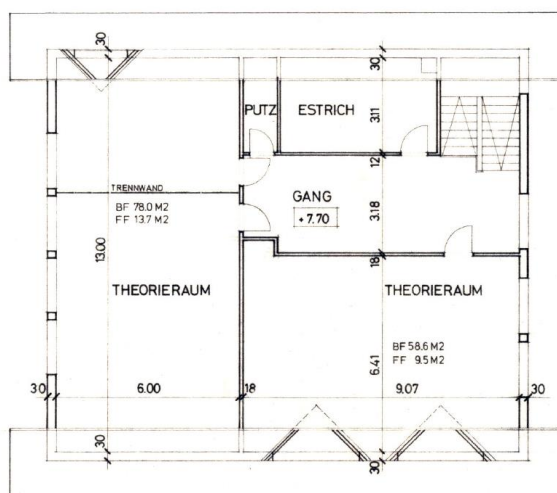 30
30
PUTZ
ESTRICH
3.11
12
TRENNWAND
BF 78.0 M2
FF 13.7 M2
GANG
+ 7.70
3.18
13.00
18
THEORIERAUM
THEORIERAUM
BF 58.6 M2
FF 9.5 M2
6.41
30
6.00
18
9.07
30
30
30